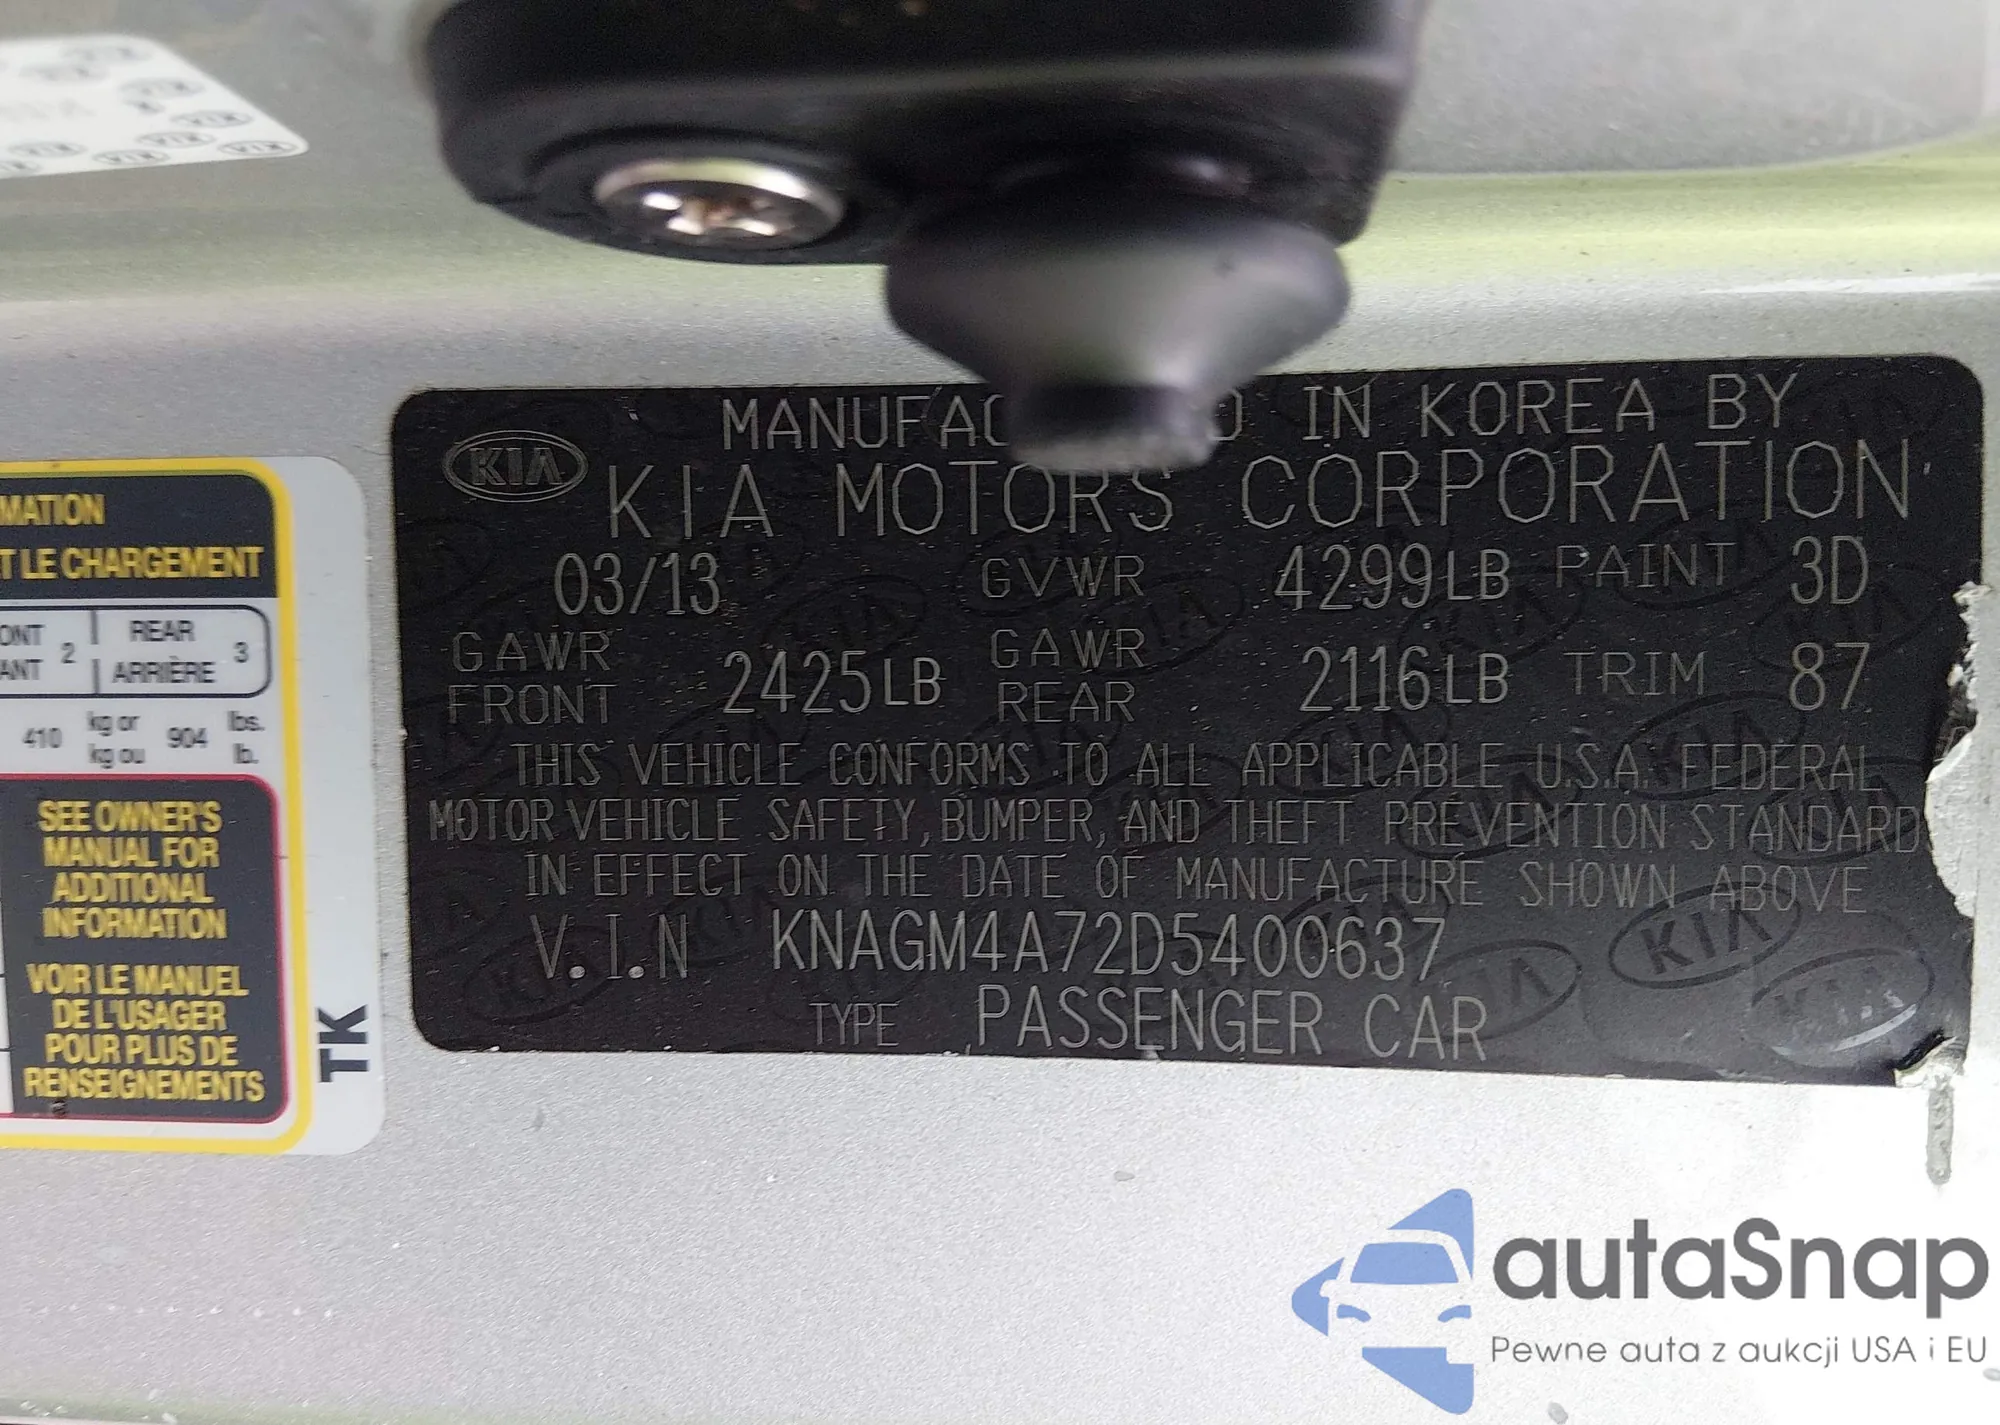 MATION
T LE CHARGEMENT
ONT 2 REAR 3
ANT ARRIÈRE
410 kg or 904 lbs.
kg ou lb.
SEE OWNER'S
MANUAL FOR
ADDITIONAL
INFORMATION
VOIR LE MANUEL
DE L'USAGER
POUR PLUS DE
RENSEIGNEMENTS
TK
KIA
IN KOREA BY
KIA MOTORS CORPORATION
03/13 GVWR 4299LB PAINT 3D
GAWR FRONT 2425LB GAWR REAR 2116LB TRIM 87
THIS VEHICLE CONFORMS TO ALL APPLICABLE U.S.A. FEDERAL
MOTOR VEHICLE SAFETY, BUMPER, AND THEFT PREVENTION STANDARD
IN EFFECT ON THE DATE OF MANUFACTURE SHOWN ABOVE
V.I.N KNAGM4A72D5400637
TYPE PASSENGER CAR
autaSnap
Pewne auta z aukcji USA i EU